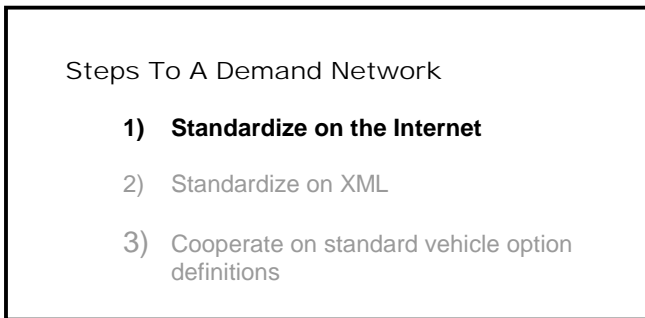 Steps To A Demand Network
1) Standardize on the Internet
2) Standardize on XML
3) Cooperate on standard vehicle option
definitions